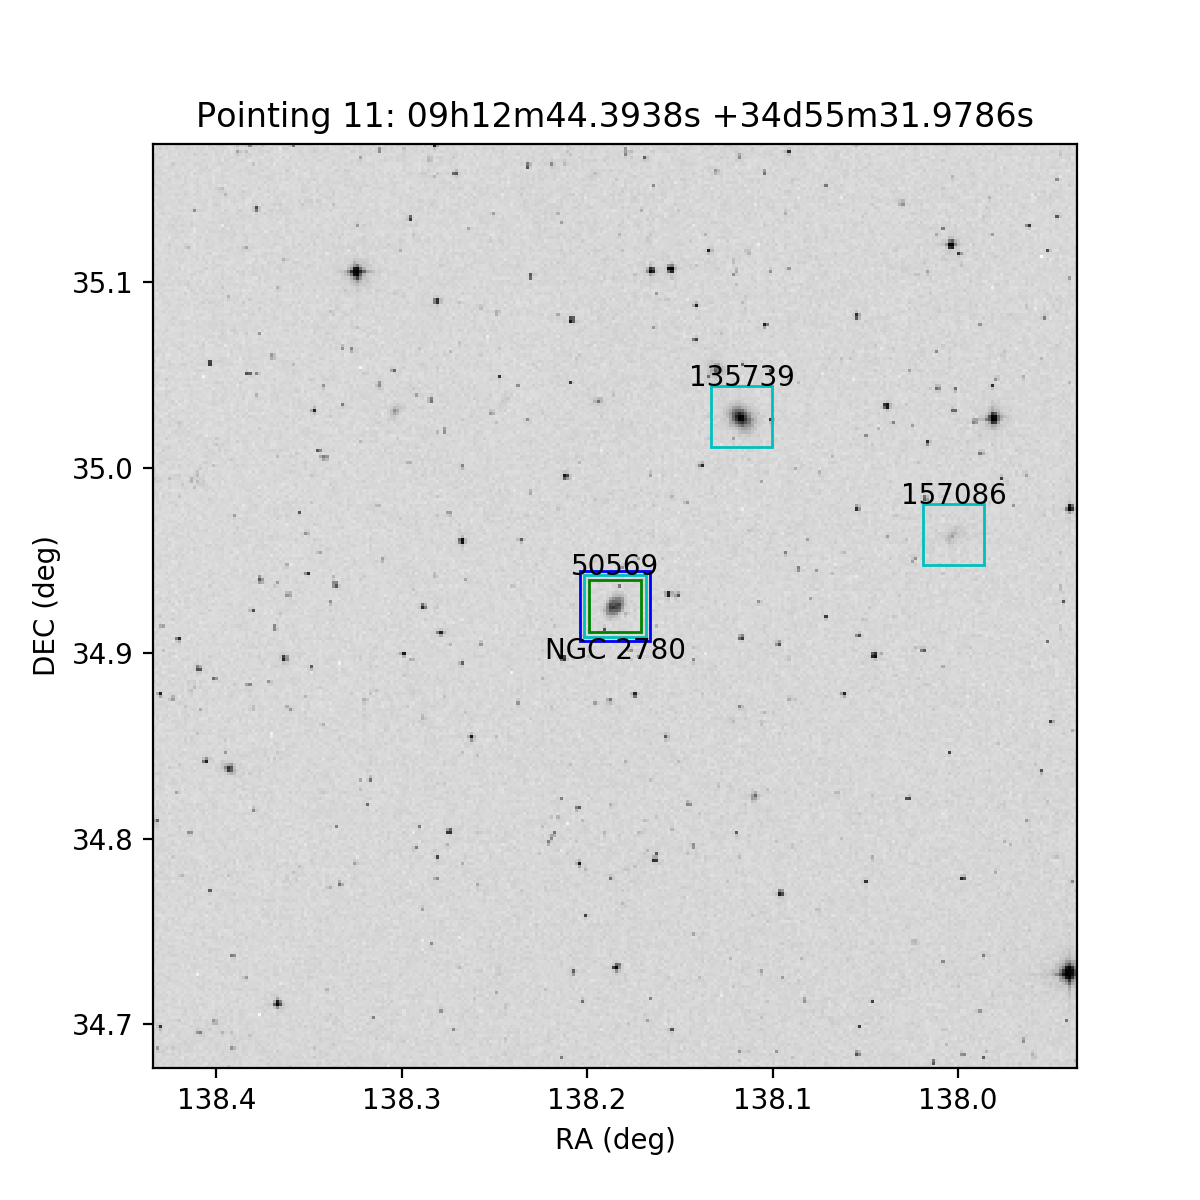 Pointing 11: 09h12m44.3938s +34d55m31.9786s
35.1
135739
35.0
157086
50569
NGC 2780
34.9
34.8
34.7
DEC (deg)
138.4 138.3 138.2 138.1 138.0
RA (deg)